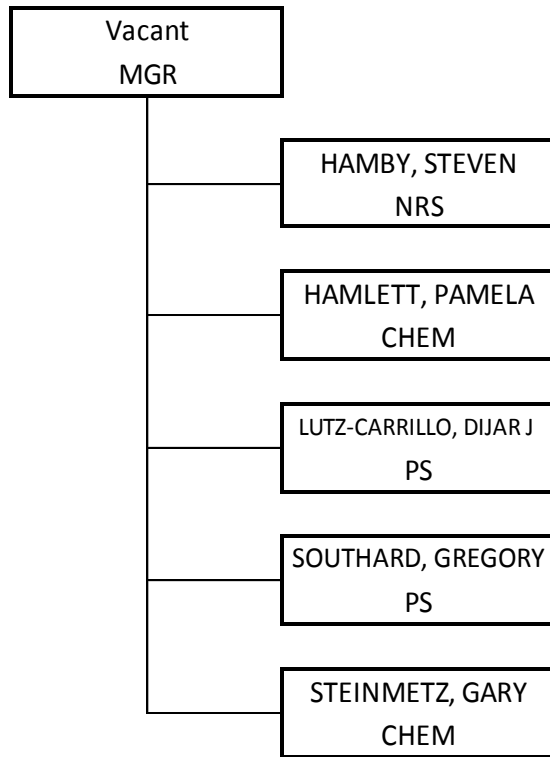 Vacant
MGR
HAMBY, STEVEN
NRS
HAMLETT, PAMELA
CHEM
LUTZ-CARRILLO, DIJAR J
PS
SOUTHARD, GREGORY
PS
STEINMETZ, GARY
CHEM